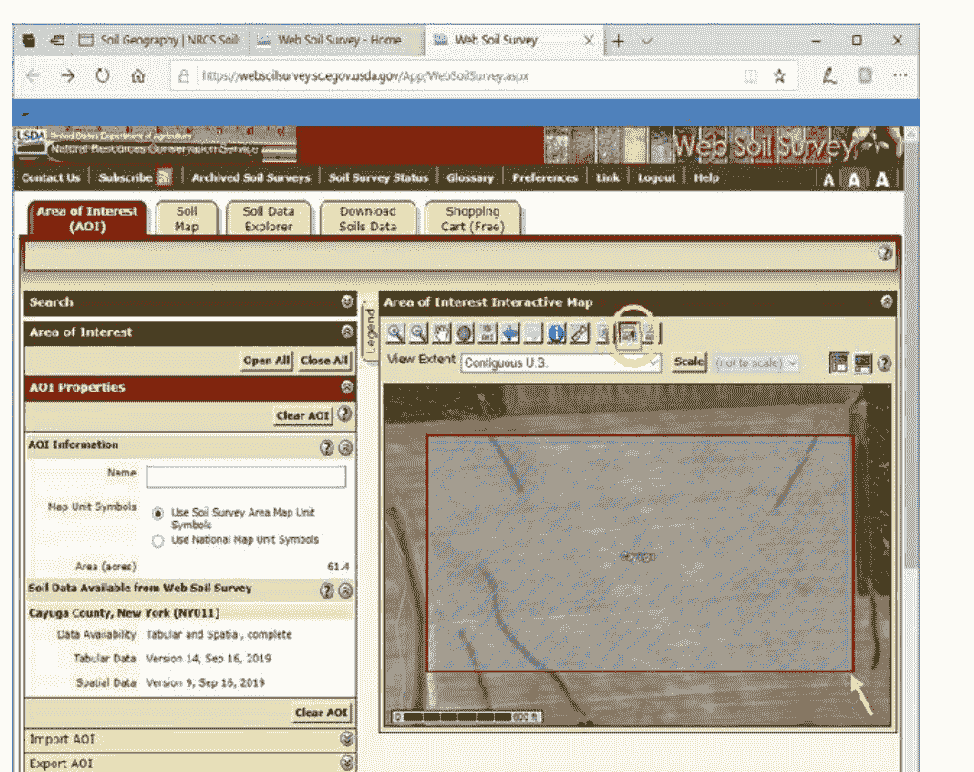 Soil Geography | NRCS Soil
Web Soil Survey - Home
Web Soil Survey
https://websoilsurvey.sc.egov.usda.gov/App/WebSoilSurvey.aspx
USDA United States Department of Agriculture
Natural Resources Conservation Service
Web Soil Survey
Contact Us | Subscribe | Archived Soil Surveys | Soil Survey Status | Glossary | Preferences | Link | Logout | Help
A A A
Area of Interest (AOI)
Soil Map
Soil Data Explorer
Download Soils Data
Shopping Cart (Free)
Search
Area of Interest
Open All Close All
AOI Properties
Clear AOI
AOI Information
Name
Map Unit Symbols
Use Soil Survey Area Map Unit
Symbols
Use National Map Unit Symbols
Area (acres) 61.4
Soil Data Available from Web Soil Survey
Cayuga County, New York (NY011)
Data Availability Tabular and Spatial, complete
Tabular Data Version 14, Sep 16, 2019
Spatial Data Version 9, Sep 16, 2019
Clear AOI
Import AOI
Export AOI
Legend
Area of Interest Interactive Map
View Extent Contiguous U.S.
Scale (not to scale)
0 600 ft